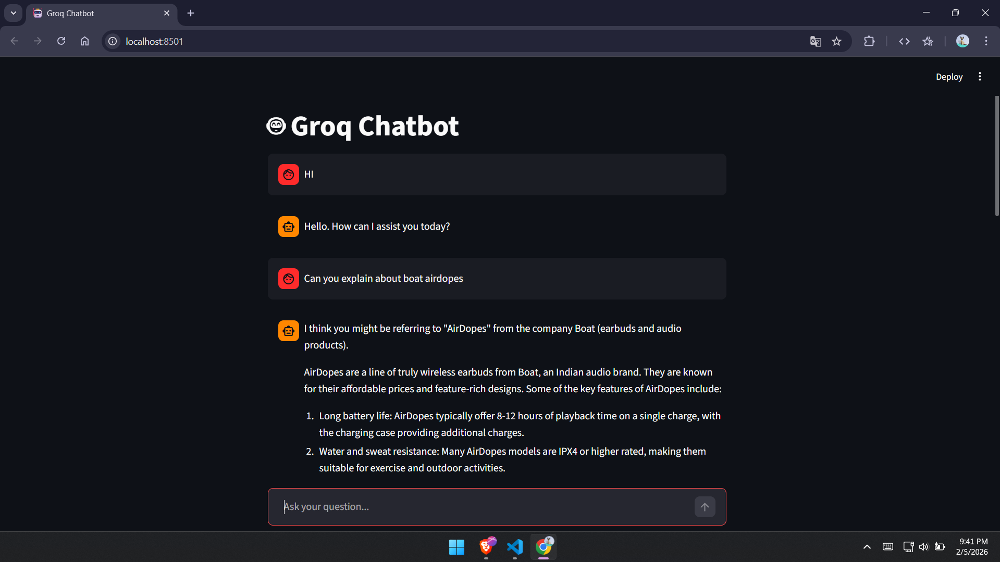 Groq Chatbot
localhost:8501
Deploy
Groq Chatbot
HI
Hello. How can I assist you today?
Can you explain about boat airdopes
I think you might be referring to "AirDopes" from the company Boat (earbuds and audio
products).
AirDopes are a line of truly wireless earbuds from Boat, an Indian audio brand. They are known
for their affordable prices and feature-rich designs. Some of the key features of AirDopes include:
1. Long battery life: AirDopes typically offer 8-12 hours of playback time on a single charge, with
the charging case providing additional charges.
2. Water and sweat resistance: Many AirDopes models are IPX4 or higher rated, making them
suitable for exercise and outdoor activities.
Ask your question...
9:41 PM
2/5/2026